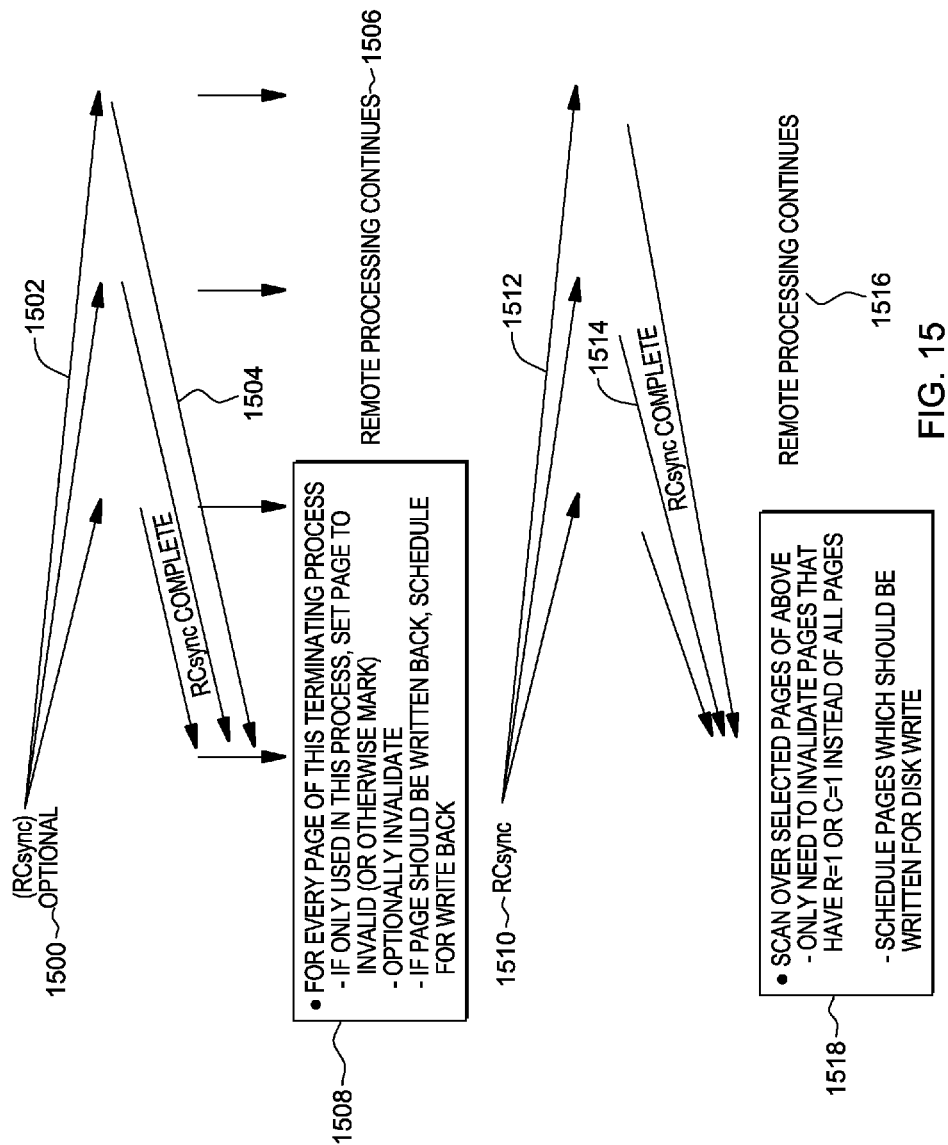 (RCsync)
OPTIONAL
1500
1502
RCsync COMPLETE
1504
REMOTE PROCESSING CONTINUES
1506
• FOR EVERY PAGE OF THIS TERMINATING PROCESS
- IF ONLY USED IN THIS PROCESS, SET PAGE TO
INVALID (OR OTHERWISE MARK)
- OPTIONALLY INVALIDATE
- IF PAGE SHOULD BE WRITTEN BACK, SCHEDULE
FOR WRITE BACK
1508
1510
RCsync
1512
1514
RCsync COMPLETE
REMOTE PROCESSING CONTINUES
1516
• SCAN OVER SELECTED PAGES OF ABOVE
- ONLY NEED TO INVALIDATE PAGES THAT
HAVE R=1 OR C=1 INSTEAD OF ALL PAGES
- SCHEDULE PAGES WHICH SHOULD BE
WRITTEN FOR DISK WRITE
1518
FIG. 15